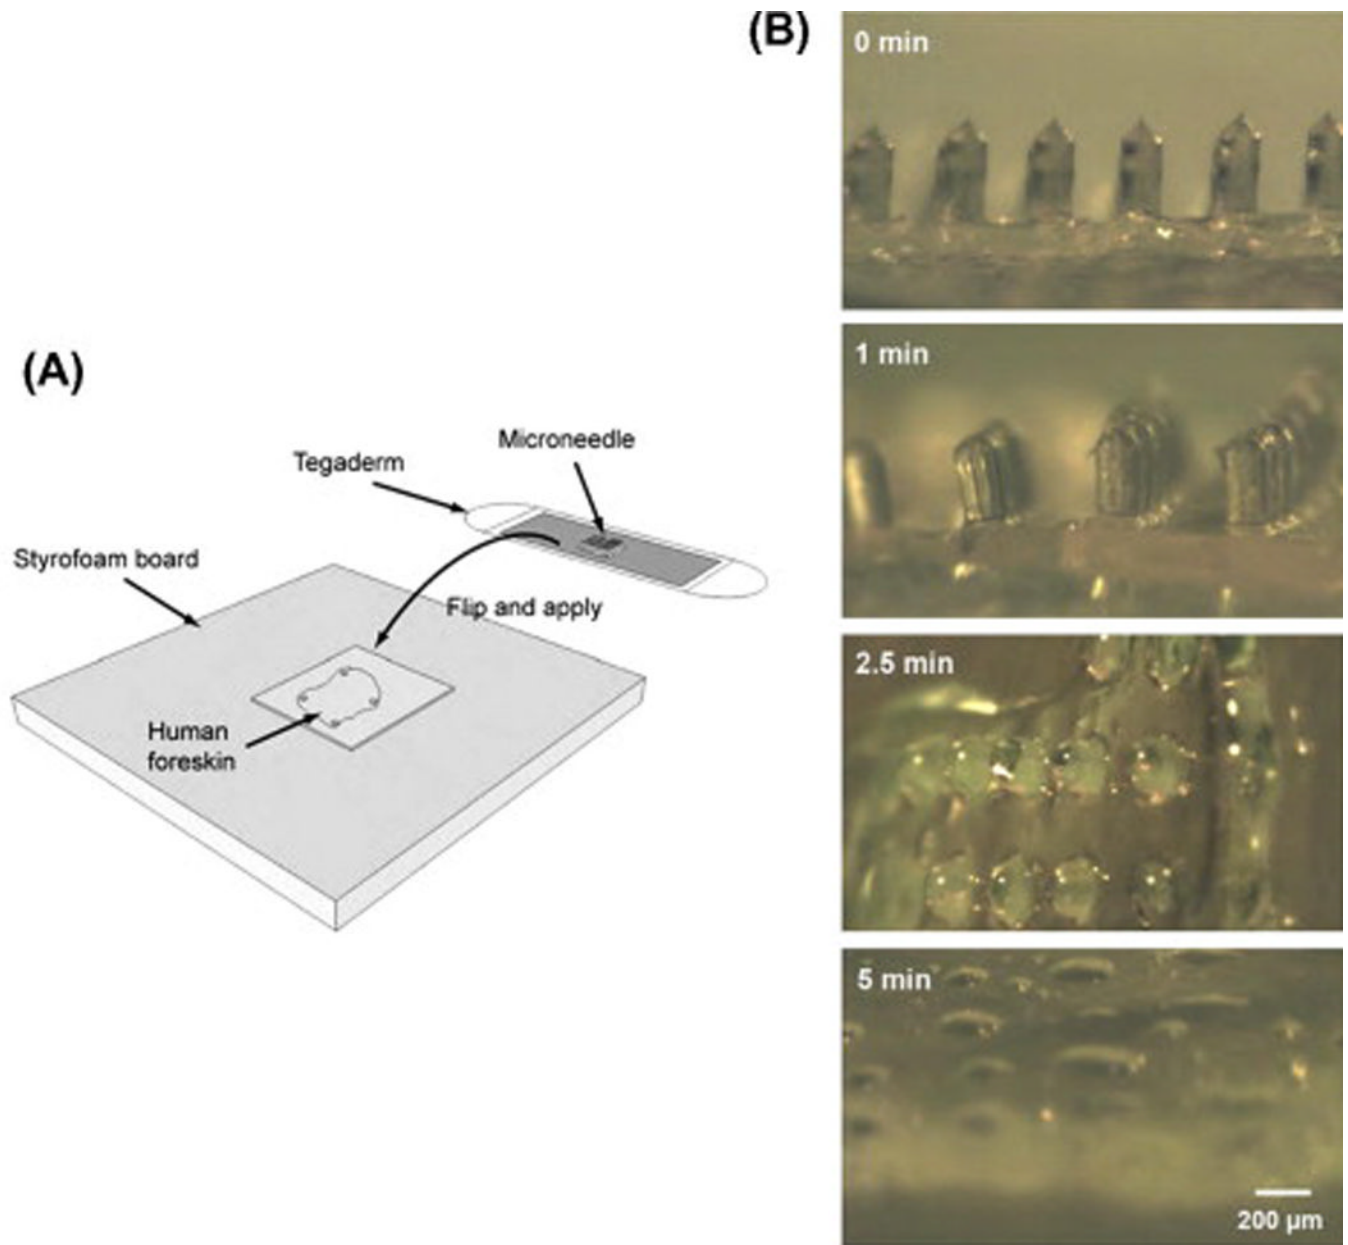 (A)
Tegaderm
Microneedle
Styrofoam board
Flip and apply
Human
foreskin
(B)
0 min
1 min
2.5 min
5 min
200 µm